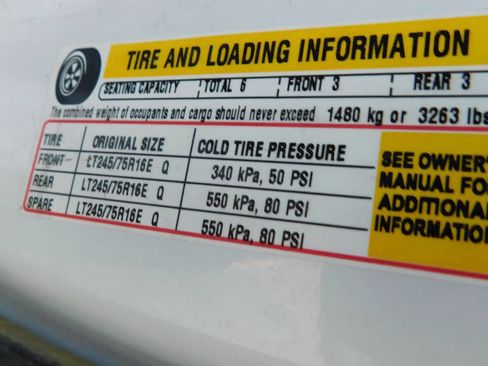 TIRE AND LOADING INFORMATION
SEATING CAPACITY TOTAL 6 FRONT 3 REAR 3
The combined weight of occupants and cargo should never exceed 1480 kg or 3263 lbs
TIRE ORIGINAL SIZE COLD TIRE PRESSURE
FRONT LT245/75R16E Q 340 kPa, 50 PSI
REAR LT245/75R16E Q 550 kPa, 80 PSI
SPARE LT245/75R16E Q 550 kPa, 80 PSI
SEE OWNER'
MANUAL FO
ADDITIONA
INFORMATION